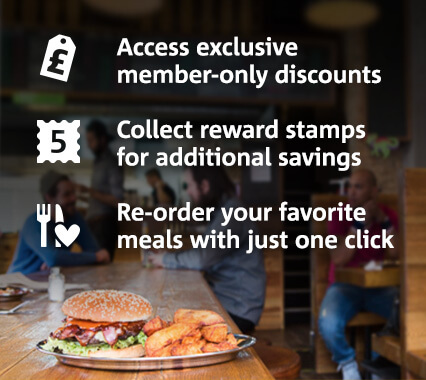 £
Access exclusive
member-only discounts
5
Collect reward stamps
for additional savings
Re-order your favorite
meals with just one click